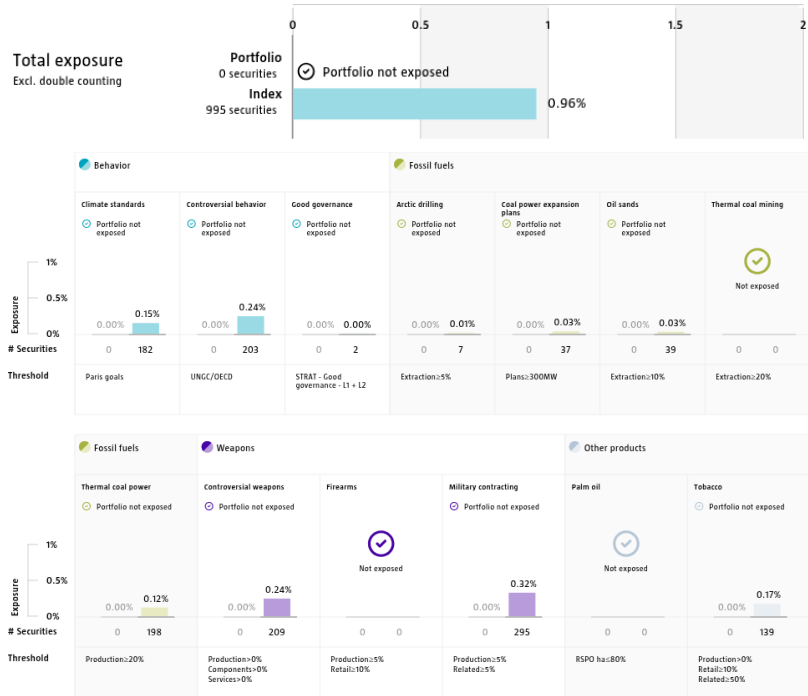 0 0.5 1 1.5 2
Total exposure
Excl. double counting
Portfolio
0 securities
Portfolio not exposed
Index
995 securities
0.96%
Behavior
Fossil fuels
Climate standards
Controversial behavior
Good governance
Arctic drilling
Coal power expansion
plans
Oil sands
Thermal coal mining
Portfolio not
exposed
Portfolio not
exposed
Portfolio not
exposed
Portfolio not
exposed
Portfolio not
exposed
Portfolio not
exposed
Not exposed
Exposure
1%
0.5%
0%
0.00% 0.15%
0.00% 0.24%
0.00% 0.00%
0.00% 0.01%
0.00% 0.03%
0.00% 0.03%
# Securities 0 182 0 203 0 2 0 7 0 37 0 39 0 0
Threshold
Paris goals
UNGC/OECD
STRAT - Good
governance - L1 + L2
Extraction≥5%
Plans≥300MW
Extraction≥10%
Extraction≥20%
Fossil fuels
Weapons
Other products
Thermal coal power
Controversial weapons
Firearms
Military contracting
Palm oil
Tobacco
Portfolio not exposed
Portfolio not exposed
Not exposed
Portfolio not exposed
Not exposed
Portfolio not exposed
Exposure
1%
0.5%
0%
0.00% 0.12%
0.00% 0.24%
0.00% 0.32%
0.00% 0.17%
# Securities 0 198 0 209 0 0 0 295 0 0 0 139
Threshold
Production≥20%
Production>0%
Components>0%
Services>0%
Production≥5%
Retail≥10%
Production≥5%
Related≥5%
RSPO ha≤80%
Production>0%
Retail≥10%
Related≥50%